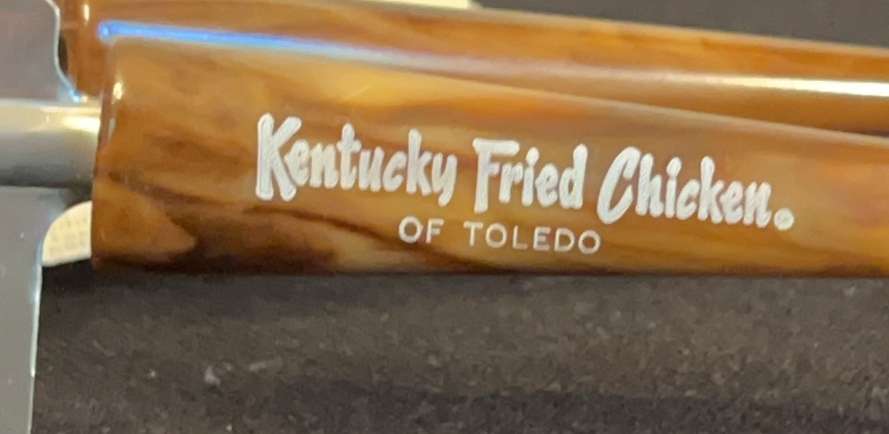 Kentucky Fried Chicken®
OF TOLEDO